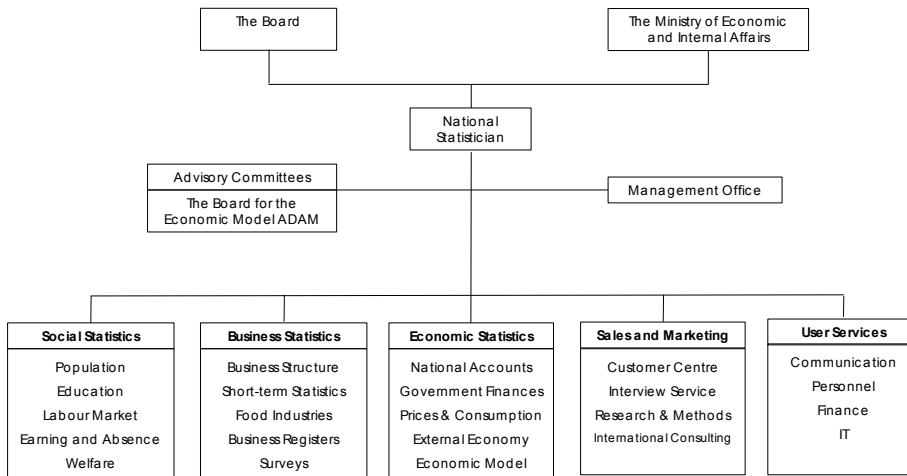 The Board
The Ministry of Economic
and Internal Affairs
National
Statistician
Advisory Committees
The Board for the
Economic Model ADAM
Management Office
Social Statistics
Population
Education
Labour Market
Earning and Absence
Welfare
Business Statistics
Business Structure
Short-term Statistics
Food Industries
Business Registers
Surveys
Economic Statistics
National Accounts
Government Finances
Prices & Consumption
External Economy
Economic Model
Sales and Marketing
Customer Centre
Interview Service
Research & Methods
International Consulting
User Services
Communication
Personnel
Finance
IT